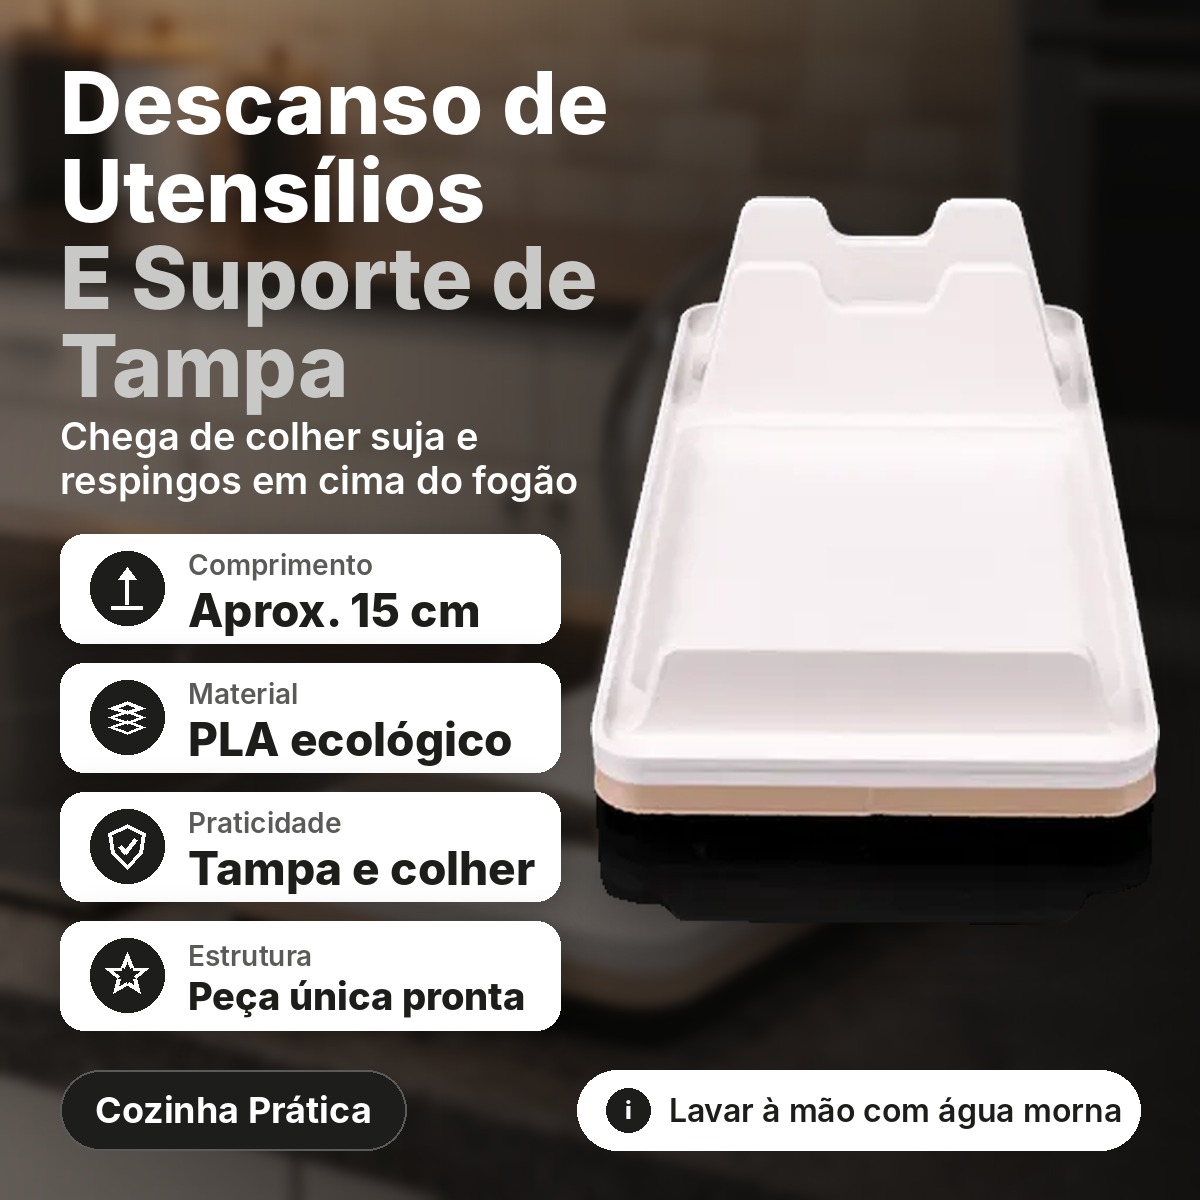 Descanso de
Utensílios
E Suporte de
Tampa
Chega de colher suja e
respingos em cima do fogão
Comprimento
Aprox. 15 cm
Material
PLA ecológico
Praticidade
Tampa e colher
Estrutura
Peça única pronta
Cozinha Prática
i Lavar à mão com água morna